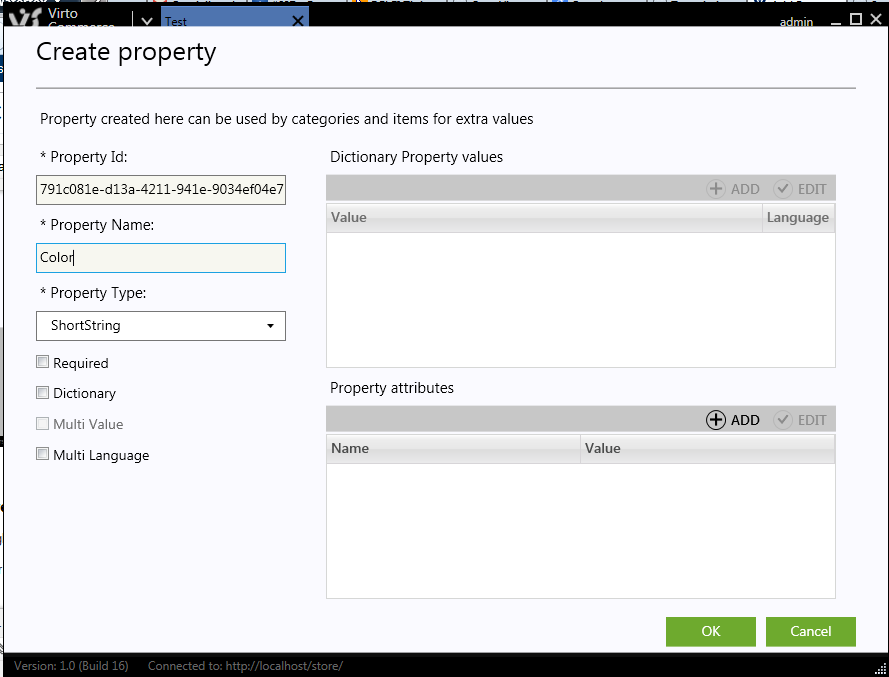 Virto
Commerce
Test
admin
Create property
Property created here can be used by categories and items for extra values
* Property Id:
791c081e-d13a-4211-941e-9034ef04e7
* Property Name:
Color
* Property Type:
ShortString
Required
Dictionary
Multi Value
Multi Language
Dictionary Property values
ADD EDIT
Value Language
Property attributes
ADD EDIT
Name Value
OK Cancel
Version: 1.0 (Build 16) Connected to: http://localhost/store/